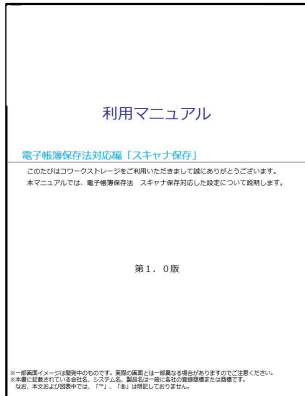 利用マニュアル
電子帳簿保存法対応編「スキャナ保存」
このたびはコワークストレージをご利用いただきまして誠にありがとうございます。
本マニュアルでは、電子帳簿保存法 スキャナ保存対応した設定について説明します。
第1.0版
※一部画面イメージは開発中のものです。実際の画面とは一部異なる場合がありますのでご注意ください。
※本書に記載されている会社名、システム名、製品名は一般に各社の登録商標または商標です。
なお、本文および図表中では、「™」、「®」は明記しておりません。